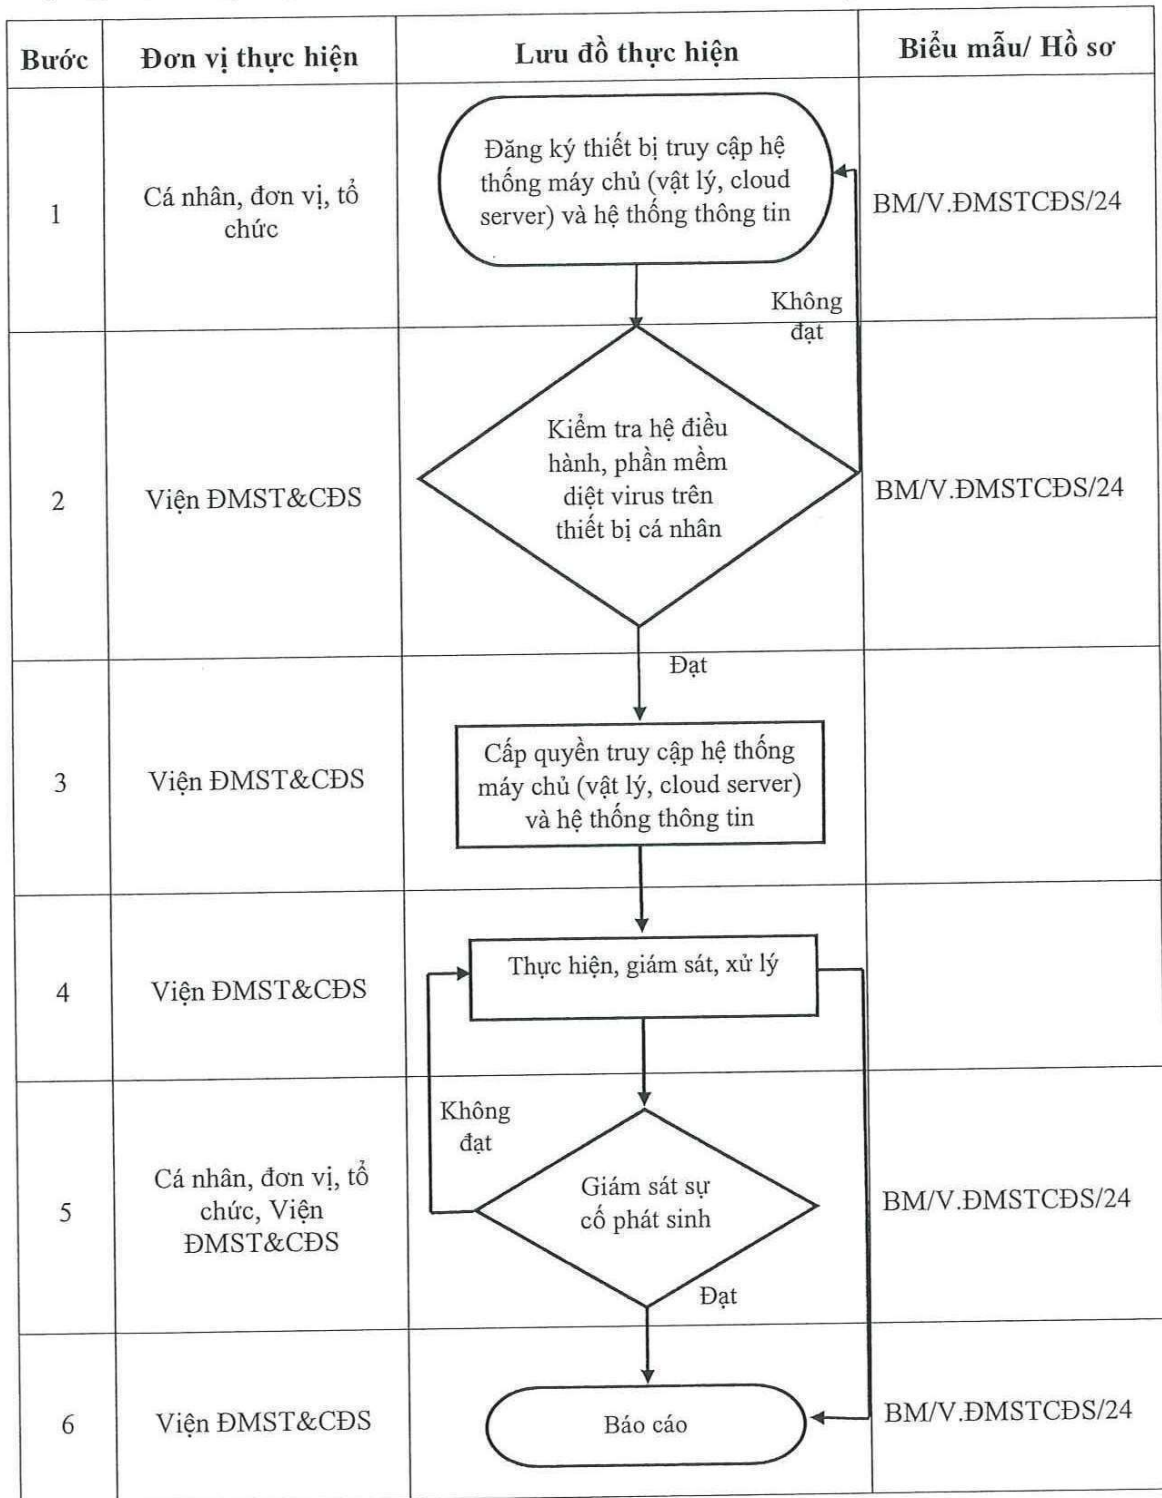 Bước
Đơn vị thực hiện
Lưu đồ thực hiện
Biểu mẫu/ Hồ sơ
1
Cá nhân, đơn vị, tổ
chức
Đăng ký thiết bị truy cập hệ
thống máy chủ (vật lý, cloud
server) và hệ thống thông tin
BM/V.ĐMSTCĐS/24
Không
đạt
2
Viện ĐMST&CĐS
Kiểm tra hệ điều
hành, phần mềm
diệt virus trên
thiết bị cá nhân
BM/V.ĐMSTCĐS/24
Đạt
3
Viện ĐMST&CĐS
Cấp quyền truy cập hệ thống
máy chủ (vật lý, cloud server)
và hệ thống thông tin
4
Viện ĐMST&CĐS
Thực hiện, giám sát, xử lý
Không
đạt
5
Cá nhân, đơn vị, tổ
chức, Viện
ĐMST&CĐS
Giám sát sự
cố phát sinh
BM/V.ĐMSTCĐS/24
Đạt
6
Viện ĐMST&CĐS
Báo cáo
BM/V.ĐMSTCĐS/24